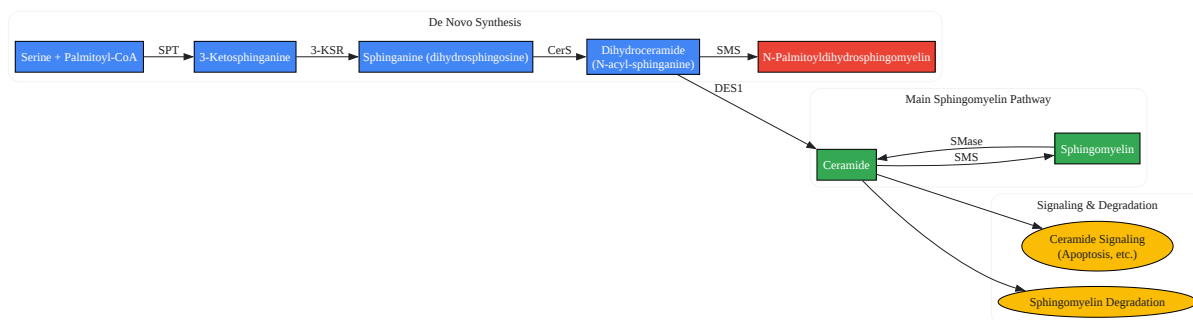 De Novo Synthesis
Serine + Palmitoyl-CoA
SPT
3-Ketosphinganine
3-KSR
Sphinganine (dihydrosphingosine)
CerS
Dihydroceramide
(N-acyl-sphinganine)
SMS
N-Palmitoyldihydrosphingomyelin
DES1
Main Sphingomyelin Pathway
Ceramide
SMase
SMS
Sphingomyelin
Signaling & Degradation
Ceramide Signaling
(Apoptosis, etc.)
Sphingomyelin Degradation